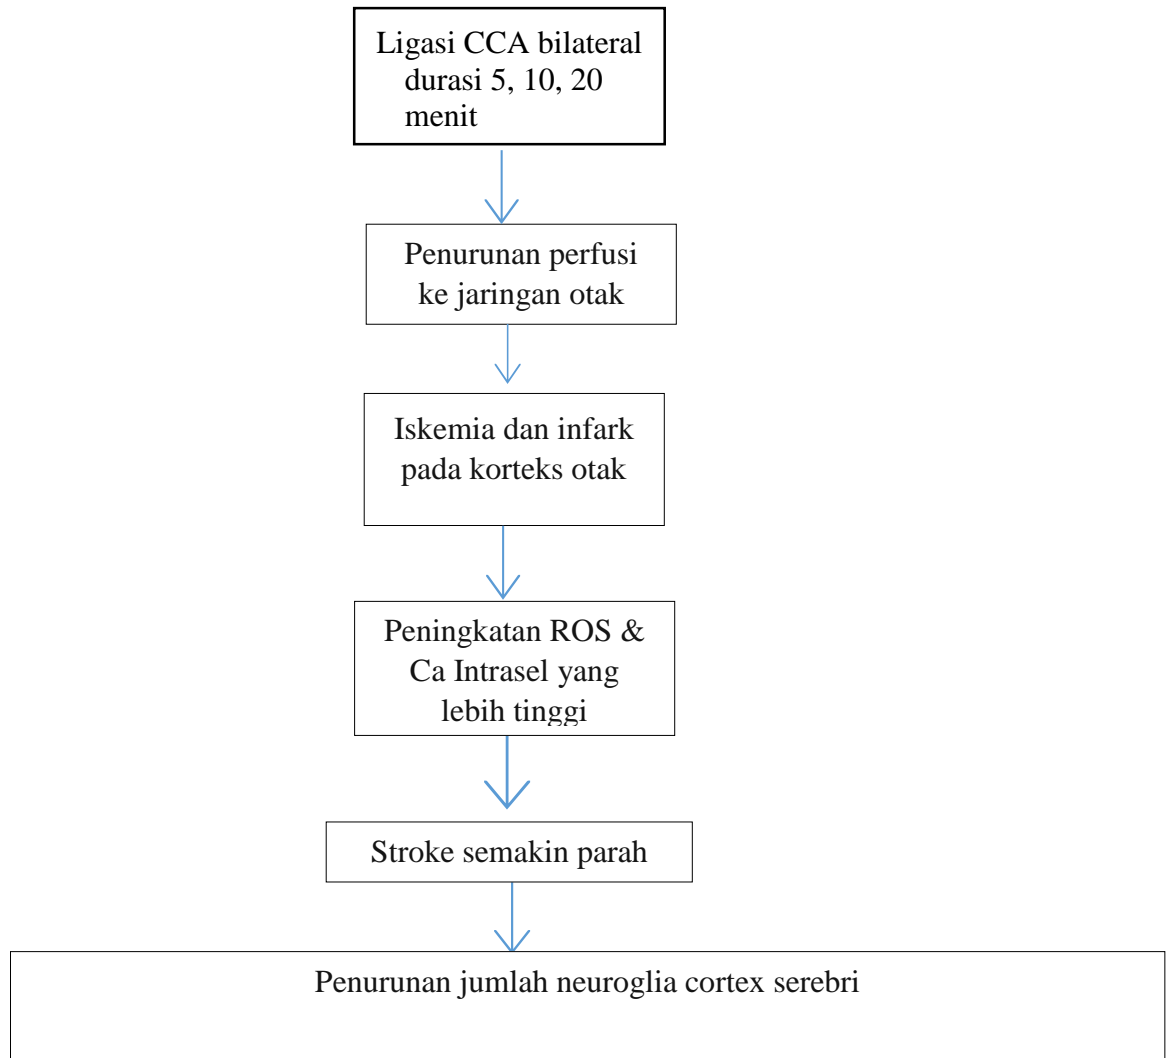 Ligasi CCA bilateral
durasi 5, 10, 20
menit
Penurunan perfusi
ke jaringan otak
Iskemia dan infark
pada korteks otak
Peningkatan ROS &
Ca Intrasel yang
lebih tinggi
Stroke semakin parah
Penurunan jumlah neuroglia cortex serebri